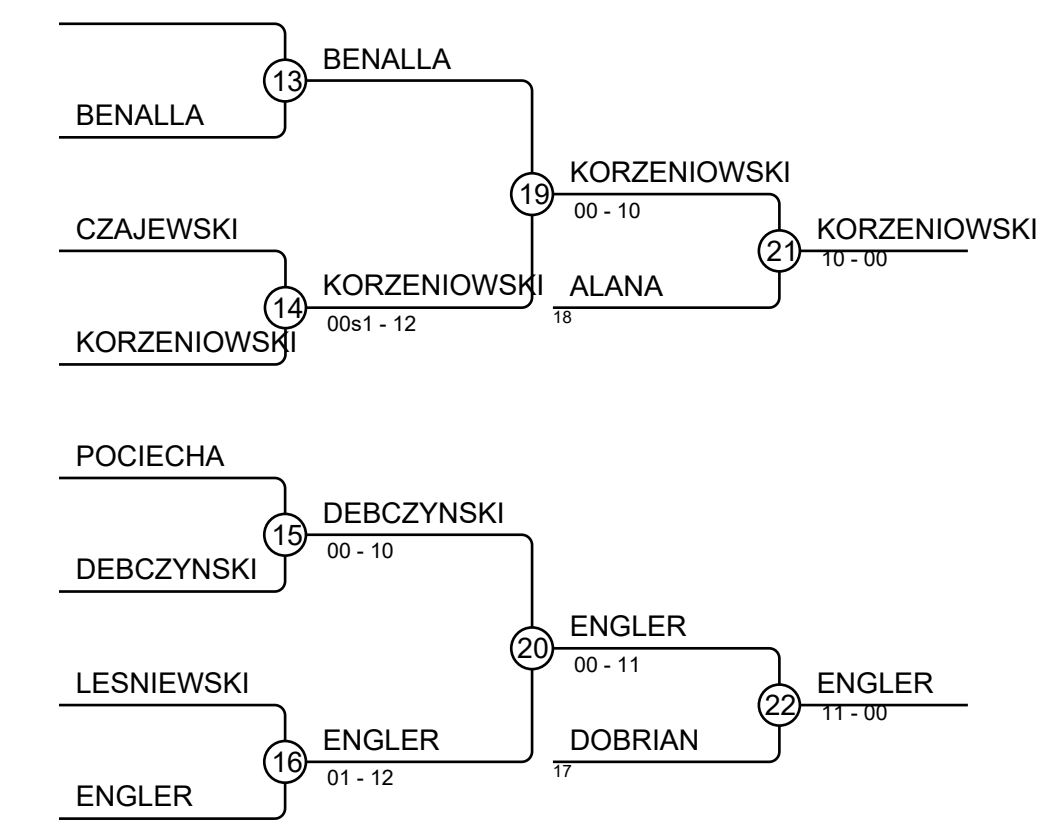 BENALLA
13
BENALLA
KORZENIOWSKI
19
00 - 10
CZAJEWSKI
KORZENIOWSKI
21
10 - 00
KORZENIOWSKI
ALANA
14
18
00s1 - 12
KORZENIOWSKI
POCIECHA
DEBCZYNSKI
15
00 - 10
DEBCZYNSKI
ENGLER
20
00 - 11
LESNIEWSKI
ENGLER
22
11 - 00
ENGLER
DOBRIAN
16
17
01 - 12
ENGLER